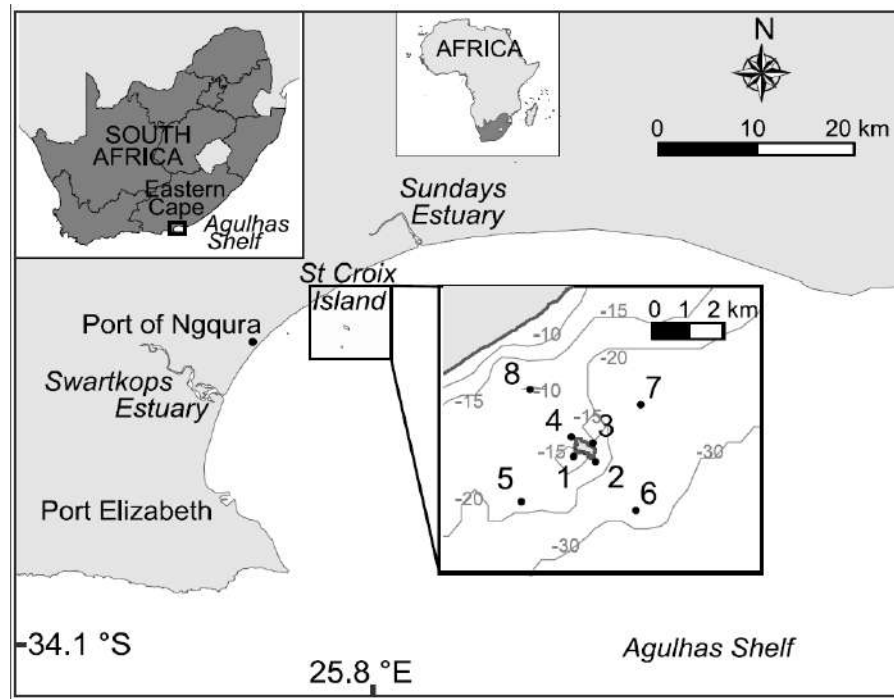 SOUTH
AFRICA
Eastern
Cape
Agulhas
Shelf
AFRICA
N
0 10 20 km
Sundays
Estuary
St Croix
Island
Port of Ngqura
Swartkops
Estuary
Port Elizabeth
0 1 2 km
-15
-10
-20
8
-10
7
-15
-15
4
3
-30
-15
1
2
5
6
-20
-30
-34.1 °S
25.8 °E
Agulhas Shelf